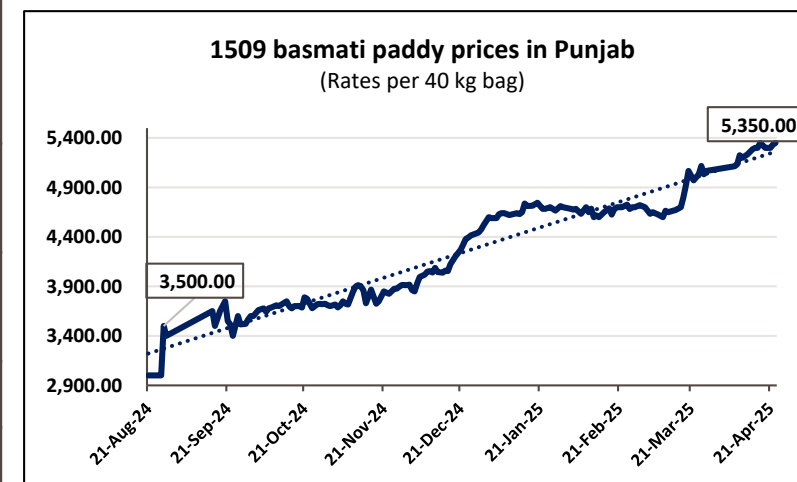 1509 basmati paddy prices in Punjab
(Rates per 40 kg bag)
5,350.00
5,400.00
4,900.00
4,400.00
3,500.00
3,900.00
3,400.00
2,900.00
21-Aug-24
21-Sep-24
21-Oct-24
21-Nov-24
21-Dec-24
21-Jan-25
21-Feb-25
21-Mar-25
21-Apr-25